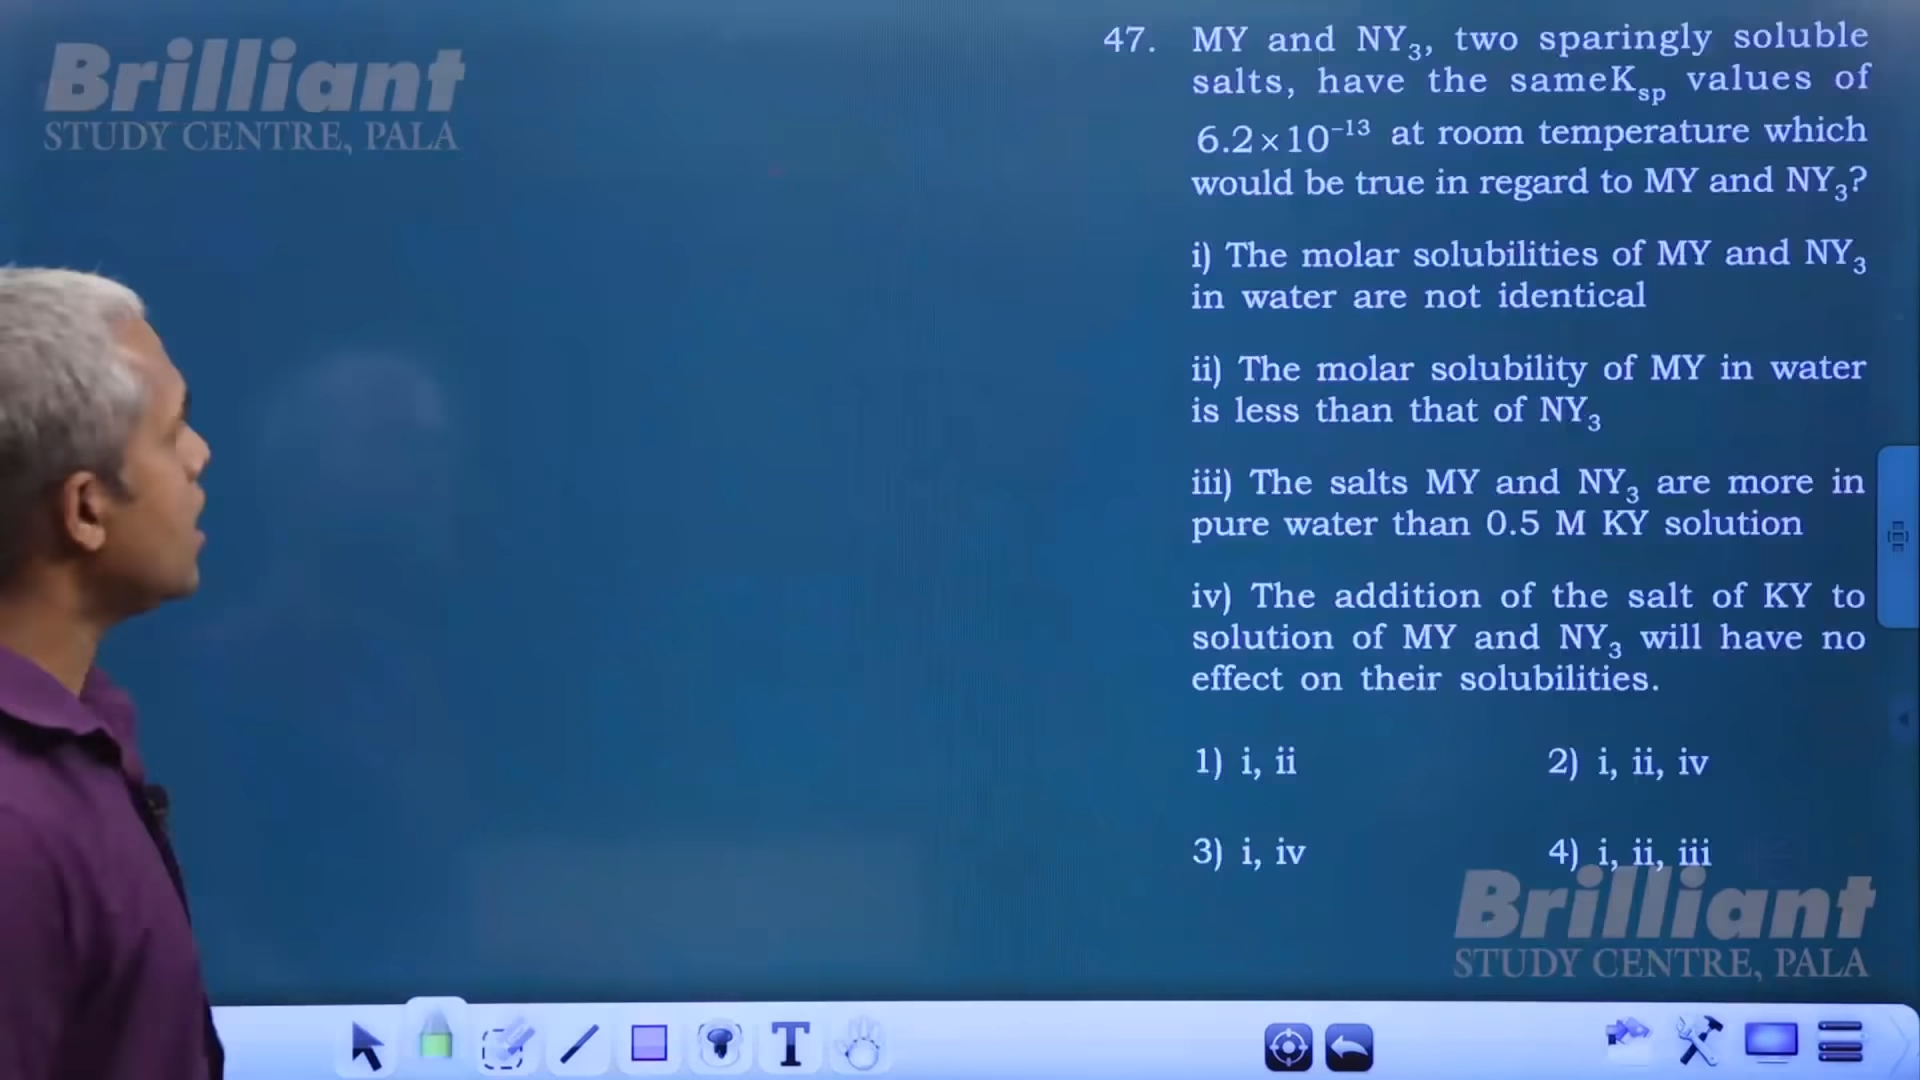 Brilliant
STUDY CENTRE, PALA
47. MY and NY₃, two sparingly soluble
salts, have the sameKₛₚ values of
6.2×10⁻¹³ at room temperature which
would be true in regard to MY and NY₃?
i) The molar solubilities of MY and NY₃
in water are not identical
ii) The molar solubility of MY in water
is less than that of NY₃
iii) The salts MY and NY₃ are more in
pure water than 0.5 M KY solution
iv) The addition of the salt of KY to
solution of MY and NY₃ will have no
effect on their solubilities.
1) i, ii 2) i, ii, iv
3) i, iv 4) i, ii, iii
Brilliant
STUDY CENTRE, PALA
T